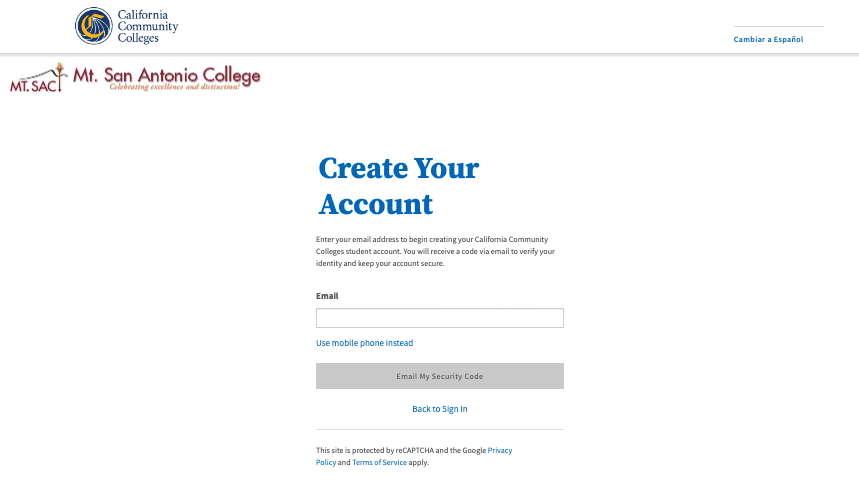 California
Community
Colleges
Cambiar a Español
MT. SAC
Mt. San Antonio College
Celebrating excellence and distinction!
Create Your
Account
Enter your email address to begin creating your California Community
Colleges student account. You will receive a code via email to verify your
identity and keep your account secure.
Email
Use mobile phone instead
Email My Security Code
Back to Sign In
This site is protected by reCAPTCHA and the Google Privacy
Policy and Terms of Service apply.